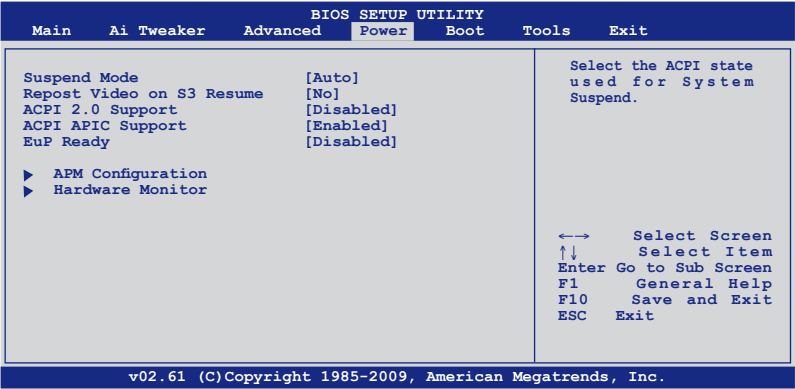 BIOS SETUP UTILITY
Main Ai Tweaker Advanced Power Boot Tools Exit
Suspend Mode [Auto]
Repost Video on S3 Resume [No]
ACPI 2.0 Support [Disabled]
ACPI APIC Support [Enabled]
EuP Ready [Disabled]
APM Configuration
Hardware Monitor
Select the ACPI state
used for System
Suspend.
←→ Select Screen
↑↓ Select Item
Enter Go to Sub Screen
F1 General Help
F10 Save and Exit
ESC Exit
v02.61 (C)Copyright 1985-2009, American Megatrends, Inc.